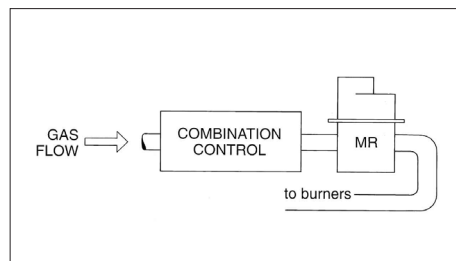 GAS
FLOW
COMBINATION
CONTROL
MR
to burners